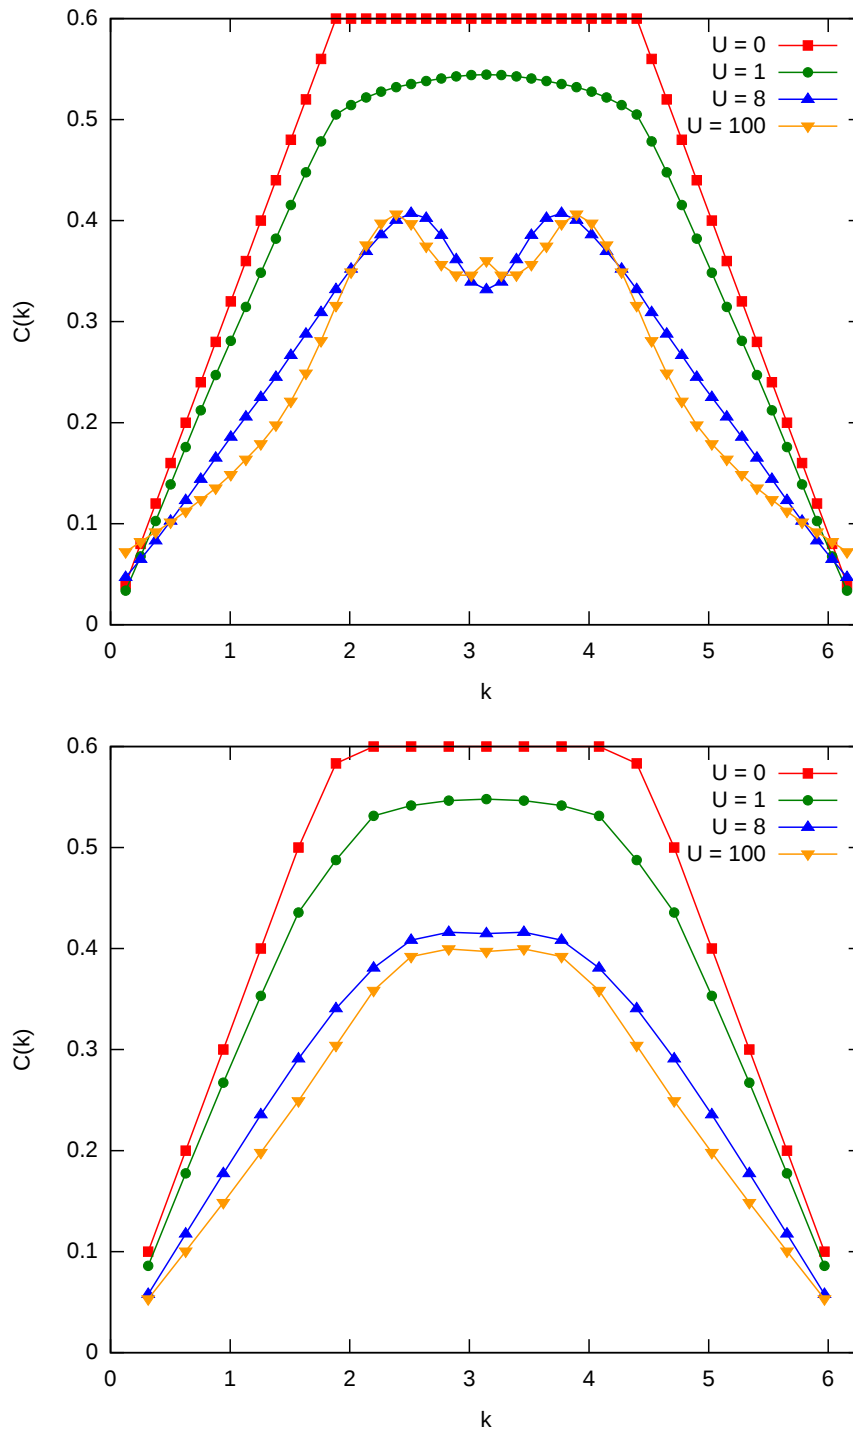 0.6
0.5
0.4
0.3
0.2
0.1
0
C(k)
U = 0
U = 1
U = 8
U = 100
0 1 2 3 4 5 6
k
0.6
0.5
0.4
0.3
0.2
0.1
0
C(k)
U = 0
U = 1
U = 8
U = 100
0 1 2 3 4 5 6
k